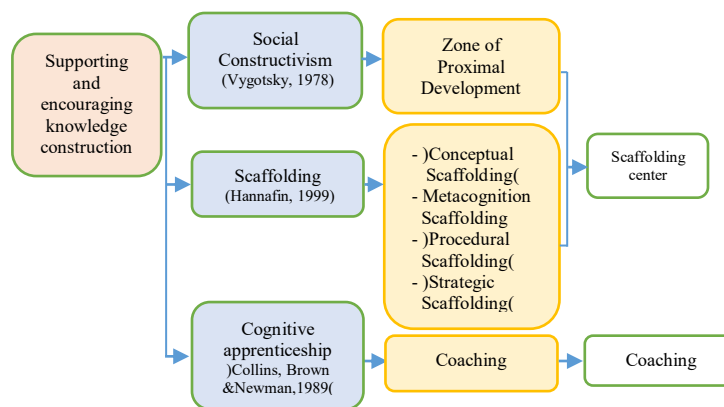 Supporting
and
encouraging
knowledge
construction
Social
Constructivism
(Vygotsky, 1978)
Zone of
Proximal
Development
Scaffolding
(Hannafin, 1999)
- )Conceptual
Scaffolding(
- Metacognition
Scaffolding
- )Procedural
Scaffolding(
- )Strategic
Scaffolding(
Scaffolding
center
Cognitive
apprenticeship
)Collins, Brown
&Newman,1989(
Coaching
Coaching